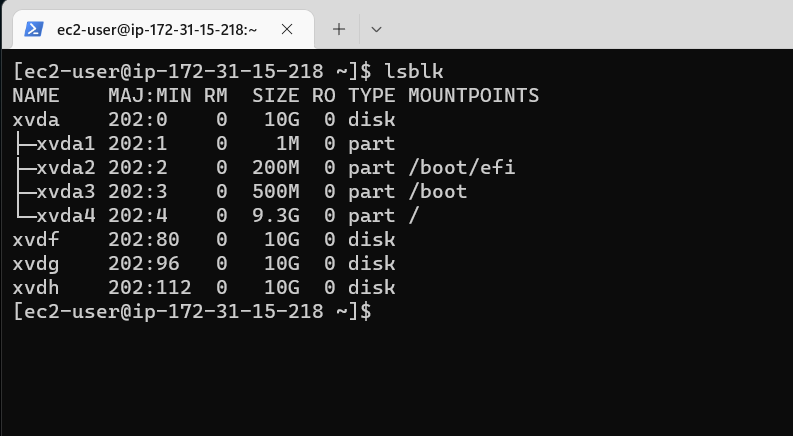 ec2-user@ip-172-31-15-218:~
[ec2-user@ip-172-31-15-218 ~]$ lsblk
NAME    MAJ:MIN RM  SIZE RO TYPE MOUNTPOINTS
xvda    202:0    0   10G  0 disk
├─xvda1 202:1    0    1M  0 part
├─xvda2 202:2    0  200M  0 part /boot/efi
├─xvda3 202:3    0  500M  0 part /boot
└─xvda4 202:4    0  9.3G  0 part /
xvdf    202:80   0   10G  0 disk
xvdg    202:96   0   10G  0 disk
xvdh    202:112  0   10G  0 disk
[ec2-user@ip-172-31-15-218 ~]$